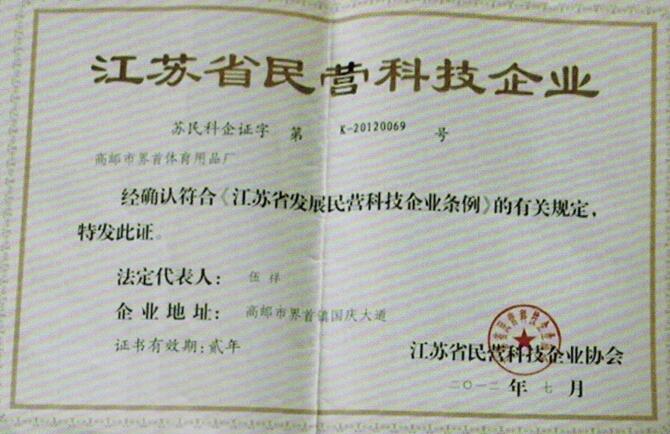 江苏省民营科技企业
苏民科企证字 第 K-20120069 号
高邮市界首体育用品厂
经确认符合《江苏省发展民营科技企业条例》的有关规定，
特发此证。
法定代表人：伍祥
企业地址：高邮市界首镇国庆大道
证书有效期：贰年
江苏省民营科技企业协会
二〇一二年七月